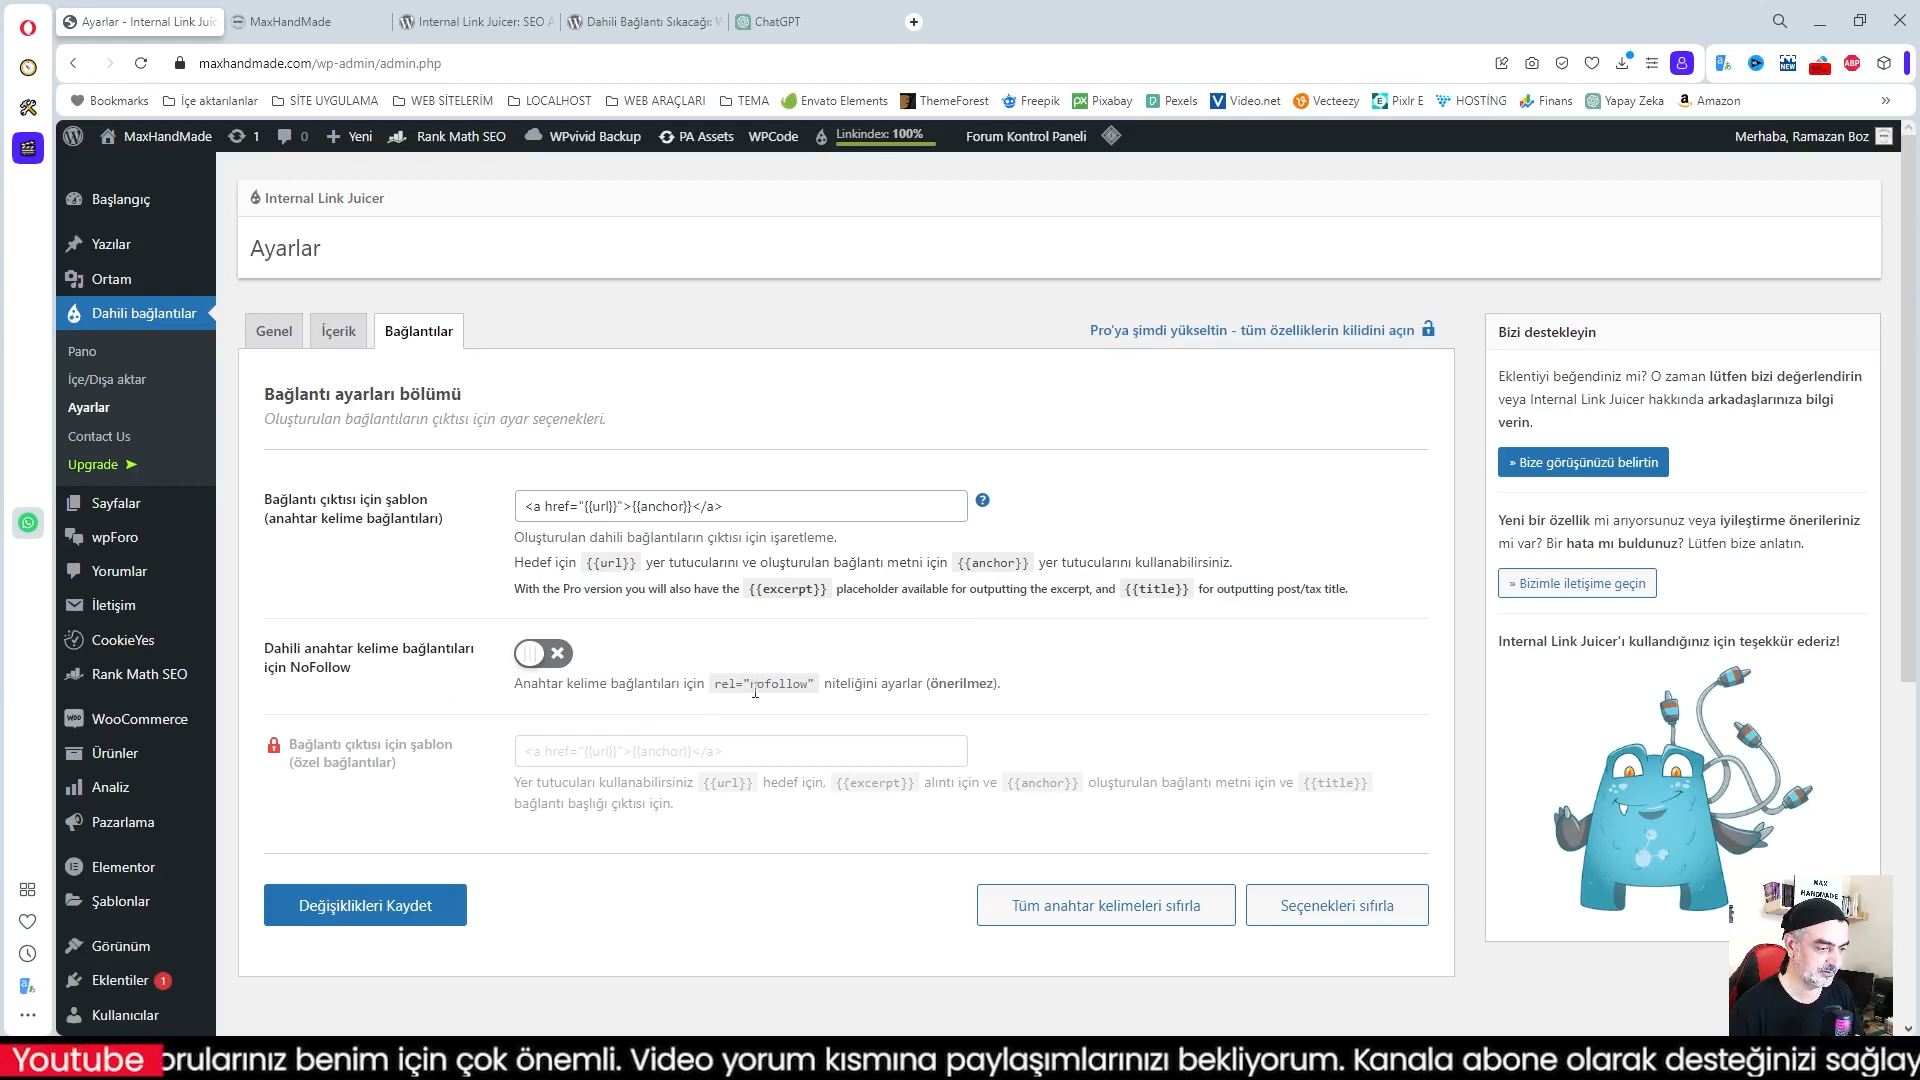 Ayarlar - Internal Link Juic
MaxHandMade
Internal Link Juicer: SEO A
Dahili Bağlantı Sıkacağı: W
ChatGPT
maxhandmade.com/wp-admin/admin.php
Bookmarks
İçe aktarılanlar
SİTE UYGULAMA
WEB SİTELERİM
LOCALHOST
WEB ARAÇLARI
TEMA
Envato Elements
ThemeForest
Freepik
Pixabay
Pexels
Video.net
Vecteezy
Pixlr E
HOSTİNG
Finans
Yapay Zeka
Amazon
MaxHandMade
1
0
Yeni
Rank Math SEO
WPvivid Backup
PA Assets
WPCode
Linkindex: 100%
Forum Kontrol Paneli
Merhaba, Ramazan Boz
Başlangıç
Yazılar
Ortam
Dahili bağlantılar
Pano
İçe/Dışa aktar
Ayarlar
Contact Us
Upgrade ➤
Sayfalar
wpForo
Yorumlar
İletişim
CookieYes
Rank Math SEO
WooCommerce
Ürünler
Analiz
Pazarlama
Elementor
Şablonlar
Görünüm
Eklentiler 1
Kullanıcılar
Internal Link Juicer
Ayarlar
Genel
İçerik
Bağlantılar
Pro'ya şimdi yükseltin - tüm özelliklerin kilidini açın
Bağlantı ayarları bölümü
Oluşturulan bağlantıların çıktısı için ayar seçenekleri.
Bağlantı çıktısı için şablon
(anahtar kelime bağlantıları)
<a href="{{url}}">{{anchor}}</a>
Oluşturulan dahili bağlantıların çıktısı için işaretleme.
Hedef için {{url}} yer tutucularını ve oluşturulan bağlantı metni için {{anchor}} yer tutucularını kullanabilirsiniz.
With the Pro version you will also have the {{excerpt}} placeholder available for outputting the excerpt, and {{title}} for outputting post/tax title.
Dahili anahtar kelime bağlantıları
için NoFollow
Anahtar kelime bağlantıları için rel="nofollow" niteliğini ayarlar (önerilmez).
Bağlantı çıktısı için şablon
(özel bağlantılar)
<a href="{{url}}">{{anchor}}</a>
Yer tutucuları kullanabilirsiniz {{url}} hedef için, {{excerpt}} alıntı için ve {{anchor}} oluşturulan bağlantı metni için ve {{title}}
bağlantı başlığı çıktısı için.
Değişiklikleri Kaydet
Tüm anahtar kelimeleri sıfırla
Seçenekleri sıfırla
Bizi destekleyin
Eklentiyi beğendiniz mi? O zaman lütfen bizi değerlendirin
veya Internal Link Juicer hakkında arkadaşlarınıza bilgi
verin.
» Bize görüşünüzü belirtin
Yeni bir özellik mi arıyorsunuz veya iyileştirme önerileriniz
mi var? Bir hata mı buldunuz? Lütfen bize anlatın.
» Bizimle iletişime geçin
Internal Link Juicer'ı kullandığınız için teşekkür ederiz!
MAX
HANDMADE
Youtube
orularınız benim için çok önemli. Video yorum kısmına paylaşımlarınızı bekliyorum. Kanala abone olarak desteğinizi sağlay